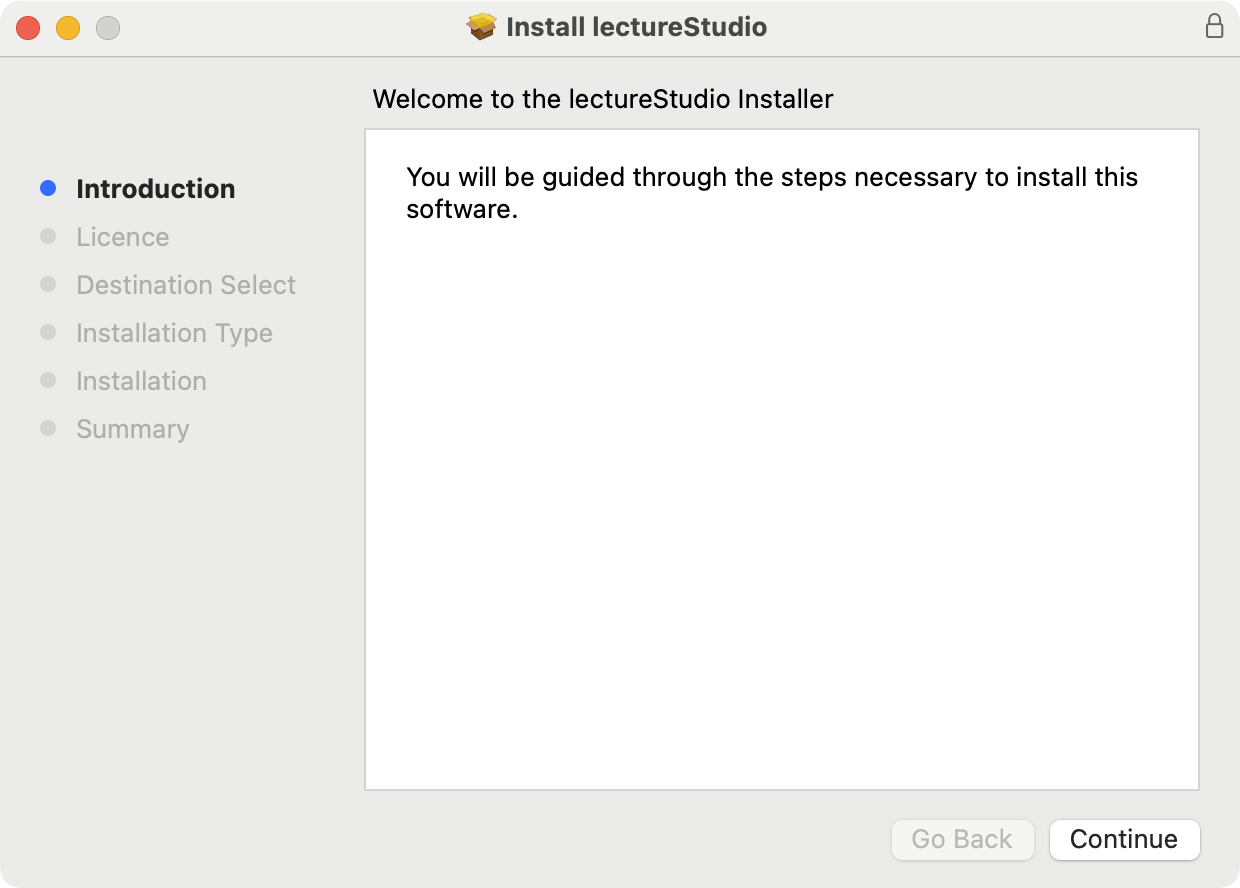 Install lectureStudio
Welcome to the lectureStudio Installer
Introduction
Licence
Destination Select
Installation Type
Installation
Summary
You will be guided through the steps necessary to install this
software.
Go Back
Continue